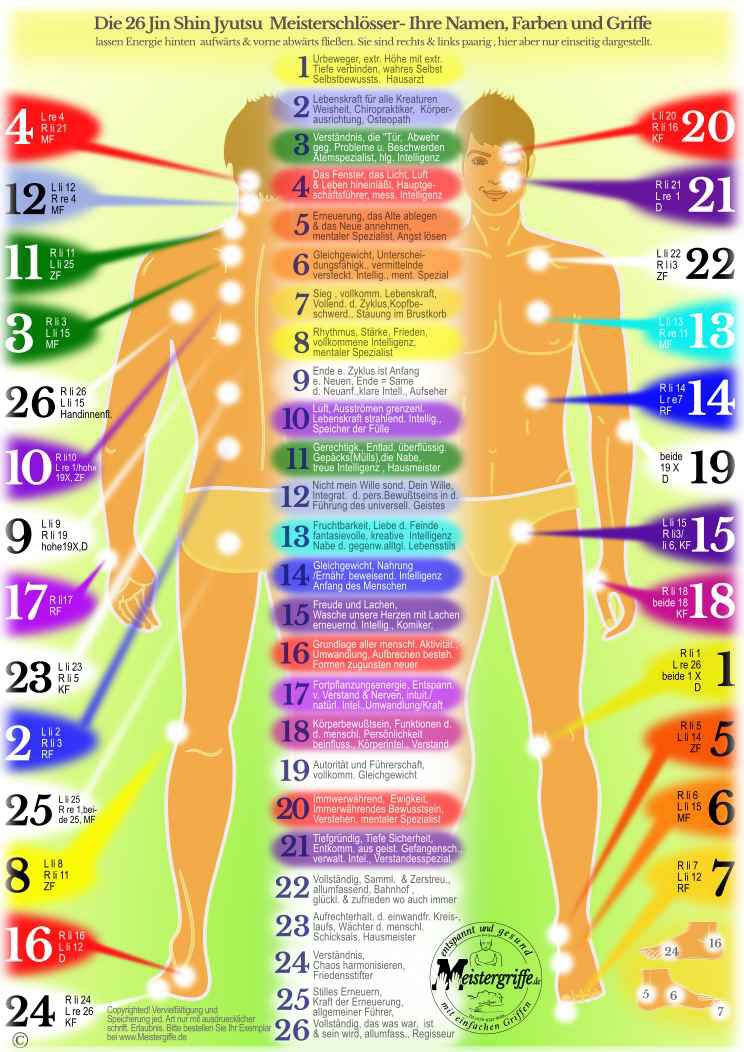 Die 26 Jin Shin Jyutsu Meisterschlösser- Ihre Namen, Farben und Griffe
lassen Energie hinten aufwärts & vorne abwärts fließen. Sie sind rechts & links paarig , hier aber nur einseitig dargestellt.
1 Urbeweger, extr. Höhe mit extr.
Tiefe verbinden, wahres Selbst
Selbstbewussts. Hausarzt
2 Lebenskraft für alle Kreaturen
Weisheit, Chiropraktiker, Körper-
ausrichtung, Osteopath
3 Verständnis, die "Tür, Abwehr
geg. Probleme u. Beschwerden
Atemspezialist, hlg. Intelligenz
4 Das Fenster, das Licht, Luft
& Leben hineinläßt, Hauptge-
schäftsführer, mess. Intelligenz
5 Erneuerung, das Alte ablegen
& das Neue annehmen,
mentaler Spezialist, Angst lösen
6 Gleichgewicht, Unterschei-
dungsfähigk., vermittelnde
versteckt. Intellig., ment. Spezial
7 Sieg , vollkomm. Lebenskraft,
Vollend. d. Zyklus,Kopfbe-
schwerd., Stauung im Brustkorb
8 Rhythmus, Stärke, Frieden,
vollkommene Intelligenz,
mentaler Spezialist
9 Ende e. Zyklus ist Anfang
e. Neuen, Ende = Same
d. Neuanf.,klare Intell., Aufseher
10 Luft, Ausströmen grenzenl.
Lebenskraft strahlend. Intellig.,
Speicher der Fülle
11 Gerechtigk., Entlad. überflüssig.
Gepäcks(Mülls),die Nabe,
treue Intelligenz , Hausmeister
12 Nicht mein Wille sond. Dein Wille,
Integrat. d. pers.Bewußtseins in d.
Führung des universell. Geistes
13 Fruchtbarkeit, Liebe d. Feinde ,
fantasievolle, kreative Intelligenz
Nabe d. gegenw.alltgl. Lebensstils
14 Gleichgewicht, Nahrung
/Ernähr. beweisend. Intelligenz
Anfang des Menschen
15 Freude und Lachen,
Wasche unsere Herzen mit Lachen
erneuernd. Intellig., Komiker,
16 Grundlage aller menschl. Aktivität.,
Umwandlung, Aufbrechen besteh.
Formen zugunsten neuer
17 Fortpflanzungsenergie, Entspann.
v. Verstand & Nerven, intuit./
natürl. Intel.,Umwandlung/Kraft
18 Körperbewußtsein, Funktionen d.
d. menschl. Persönlichkeit
beinfluss., Körperintel., Verstand
19 Autorität und Führerschaft,
vollkomm. Gleichgewicht
20 Immwerwährend, Ewigkeit,
Immerwährendes Bewusstsein,
Verstehen, mentaler Spezialist
21 Tiefgründig, Tiefe Sicherheit,
Entkomm. aus geist. Gefangensch..
verwalt. Intel., Verstandesspezial.
22 Vollständig, Samml. & Zerstreu.,
allumfassend, Bahnhof ,
glückl. & zufrieden wo auch immer
23 Aufrechterhalt. d. einwandfr. Kreis-,
laufs, Wächter d. menschl.
Schicksals. Hausmeister
24 Verständnis,
Chaos harmonisieren,
Friedensstifter
25 Stilles Erneuern,
Kraft der Erneuerung,
allgemeiner Führer,
26 Vollständig, das was war, ist
& sein wird, allumfass., Regisseur
4 L re 4
R li 21
MF
12 L li 12
R re 4
MF
11 R li 11
L li 25
ZF
3 R li 3
L li 15
MF
26 R li 26
L li 15
Handinnenfl.
10 R li10
L re 1/hohe
19X, ZF
9 L li 9
R li 19
hohe19X,D
17 R li17
RF
23 L li 23
R li 5
KF
2 L li 2
R li 3
RF
25 L li 25
R re 1,bei-
de 25, MF
8 L li 8
R li 11
ZF
16 R li 16
L li 12
D
24 R li 24
L re 26
KF
L li 20
R li 16
KF 20
R li 21
L re 1
D 21
L li 22
R li3
ZF 22
L li 13
R re 11
MF 13
R li 14
L re7
RF 14
beide
19 X
D 19
L li 15
R li3/
li 6, KF 15
R li 18
beide 18
KF 18
R li 1
L re 26
beide 1 X
D 1
R li 5
L li 14
ZF 5
R li 6
L li 15
MF 6
R li 7
L li 12
RF 7
24 16
5 6 7
entspannt und gesund
Meistergriffe.de
mit einfachen Griffen
© Copyrighted! Vervielfältigung und
Speicherung jed. Art nur mit ausdruecklicher
schriftl. Erlaubnis. Bitte bestellen Sie Ihr Exemplar
bei www.Meistergiffe.de